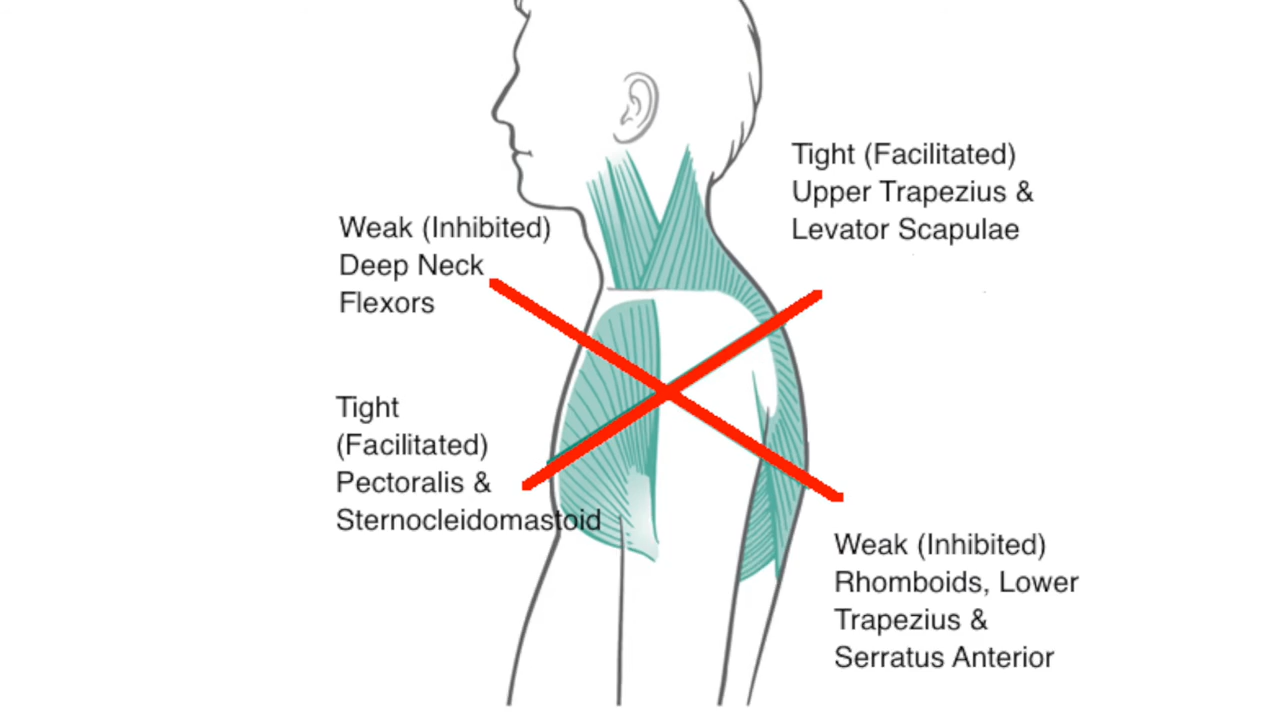 Tight (Facilitated)
Upper Trapezius &
Levator Scapulae
Weak (Inhibited)
Deep Neck
Flexors
Tight
(Facilitated)
Pectoralis &
Sternocleidomastoid
Weak (Inhibited)
Rhomboids, Lower
Trapezius &
Serratus Anterior